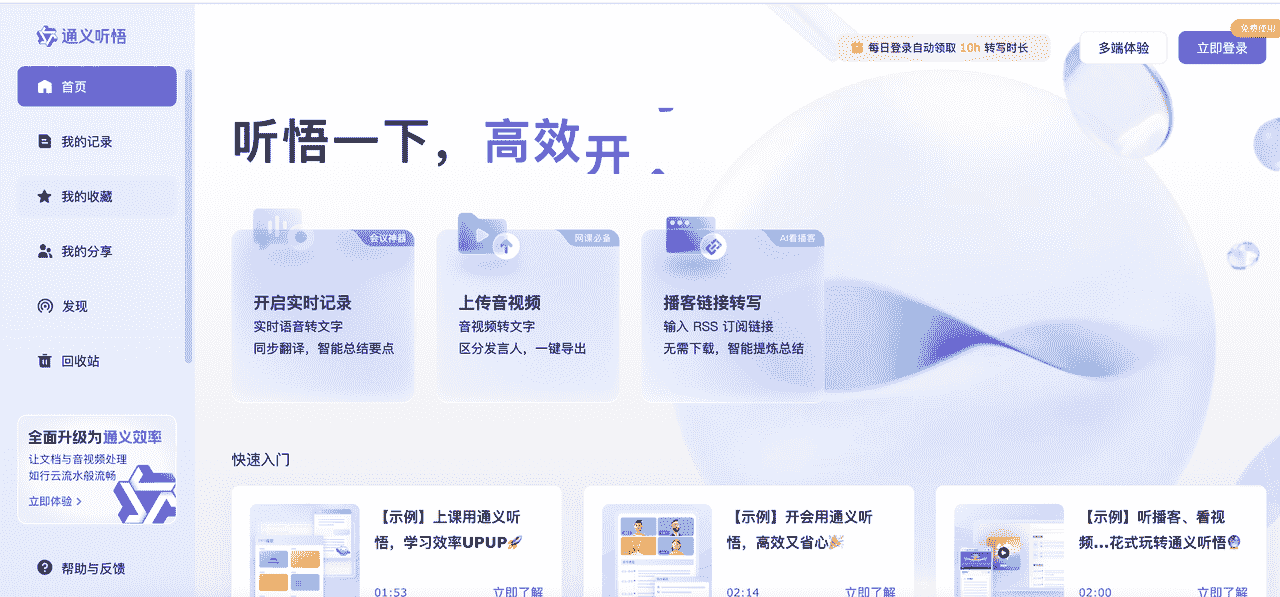 通义听悟
首页
我的记录
我的收藏
我的分享
发现
回收站
全面升级为通义效率
让文档与音视频处理
如行云流水般流畅
立即体验 >
帮助与反馈
每日登录自动领取 10h 转写时长
多端体验
免费使用
立即登录
听悟一下，高效开
会议神器
开启实时记录
实时语音转文字
同步翻译，智能总结要点
网课必备
上传音视频
音视频转文字
区分发言人，一键导出
AI看播客
播客链接转写
输入 RSS 订阅链接
无需下载，智能提炼总结
快速入门
【示例】上课用通义听
悟，学习效率UPUP🚀
01:53
立即了解
【示例】开会用通义听
悟，高效又省心🎉
02:14
立即了解
【示例】听播客、看视
频...花式玩转通义听悟🔮
02:00
立即了解